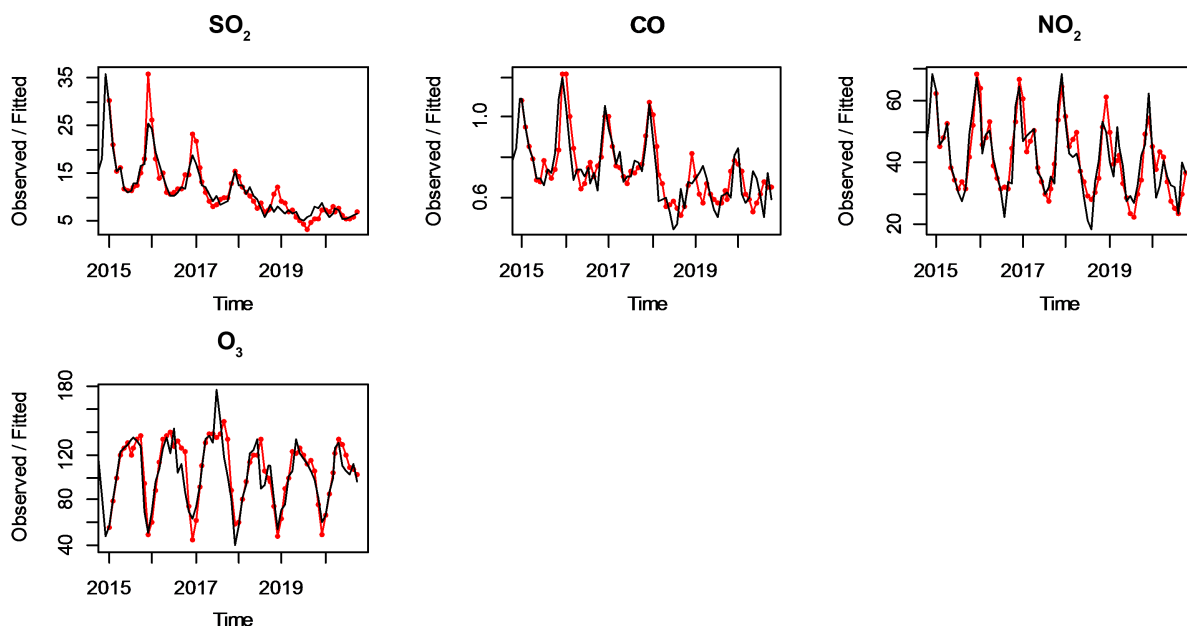 SO₂
Observed / Fitted
35
25
15
5
2015 2017 2019
Time
CO
Observed / Fitted
1.0
0.6
2015 2017 2019
Time
NO₂
Observed / Fitted
60
40
20
2015 2017 2019
Time
O₃
Observed / Fitted
180
120
80
40
2015 2017 2019
Time